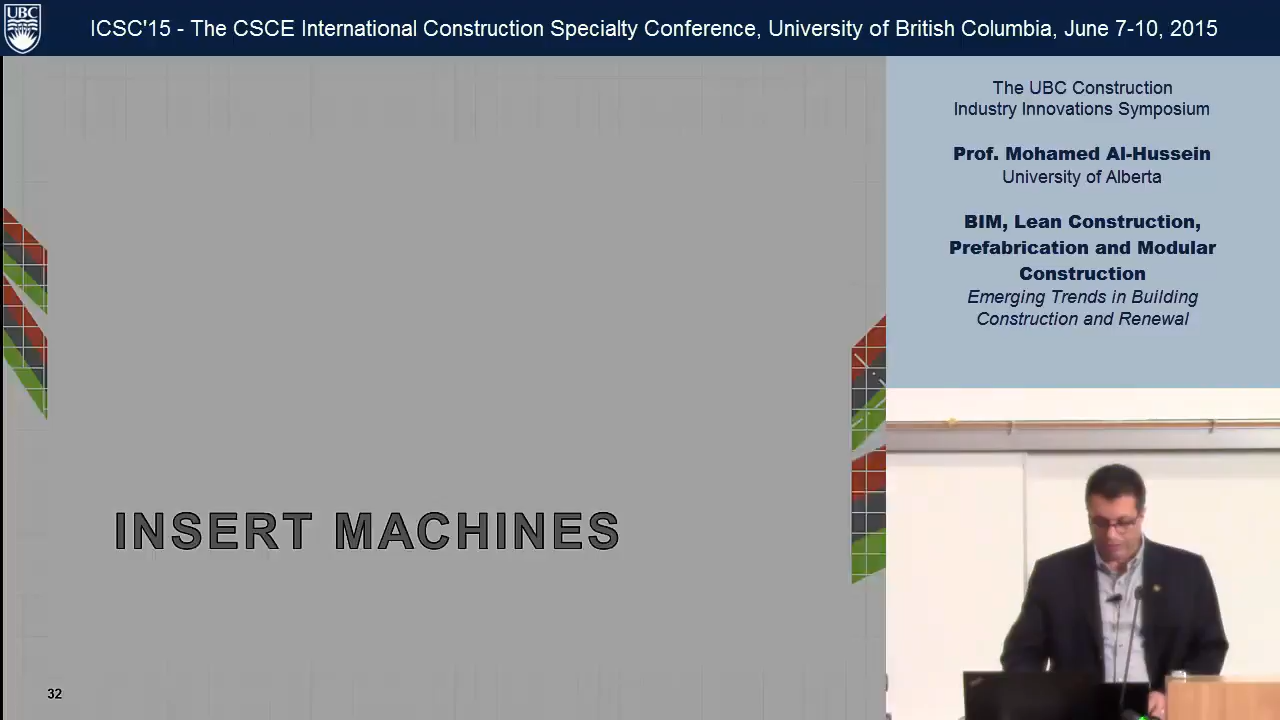 UBC
ICSC'15 - The CSCE International Construction Specialty Conference, University of British Columbia, June 7-10, 2015
The UBC Construction
Industry Innovations Symposium
Prof. Mohamed Al-Hussein
University of Alberta
BIM, Lean Construction,
Prefabrication and Modular
Construction
Emerging Trends in Building
Construction and Renewal
INSERT MACHINES
32